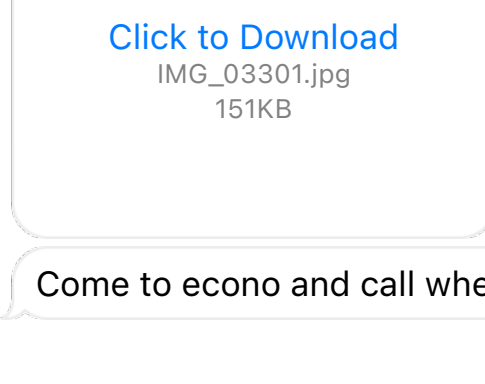 Click to Download
IMG_03301.jpg
151KB
Come to econo and call whe